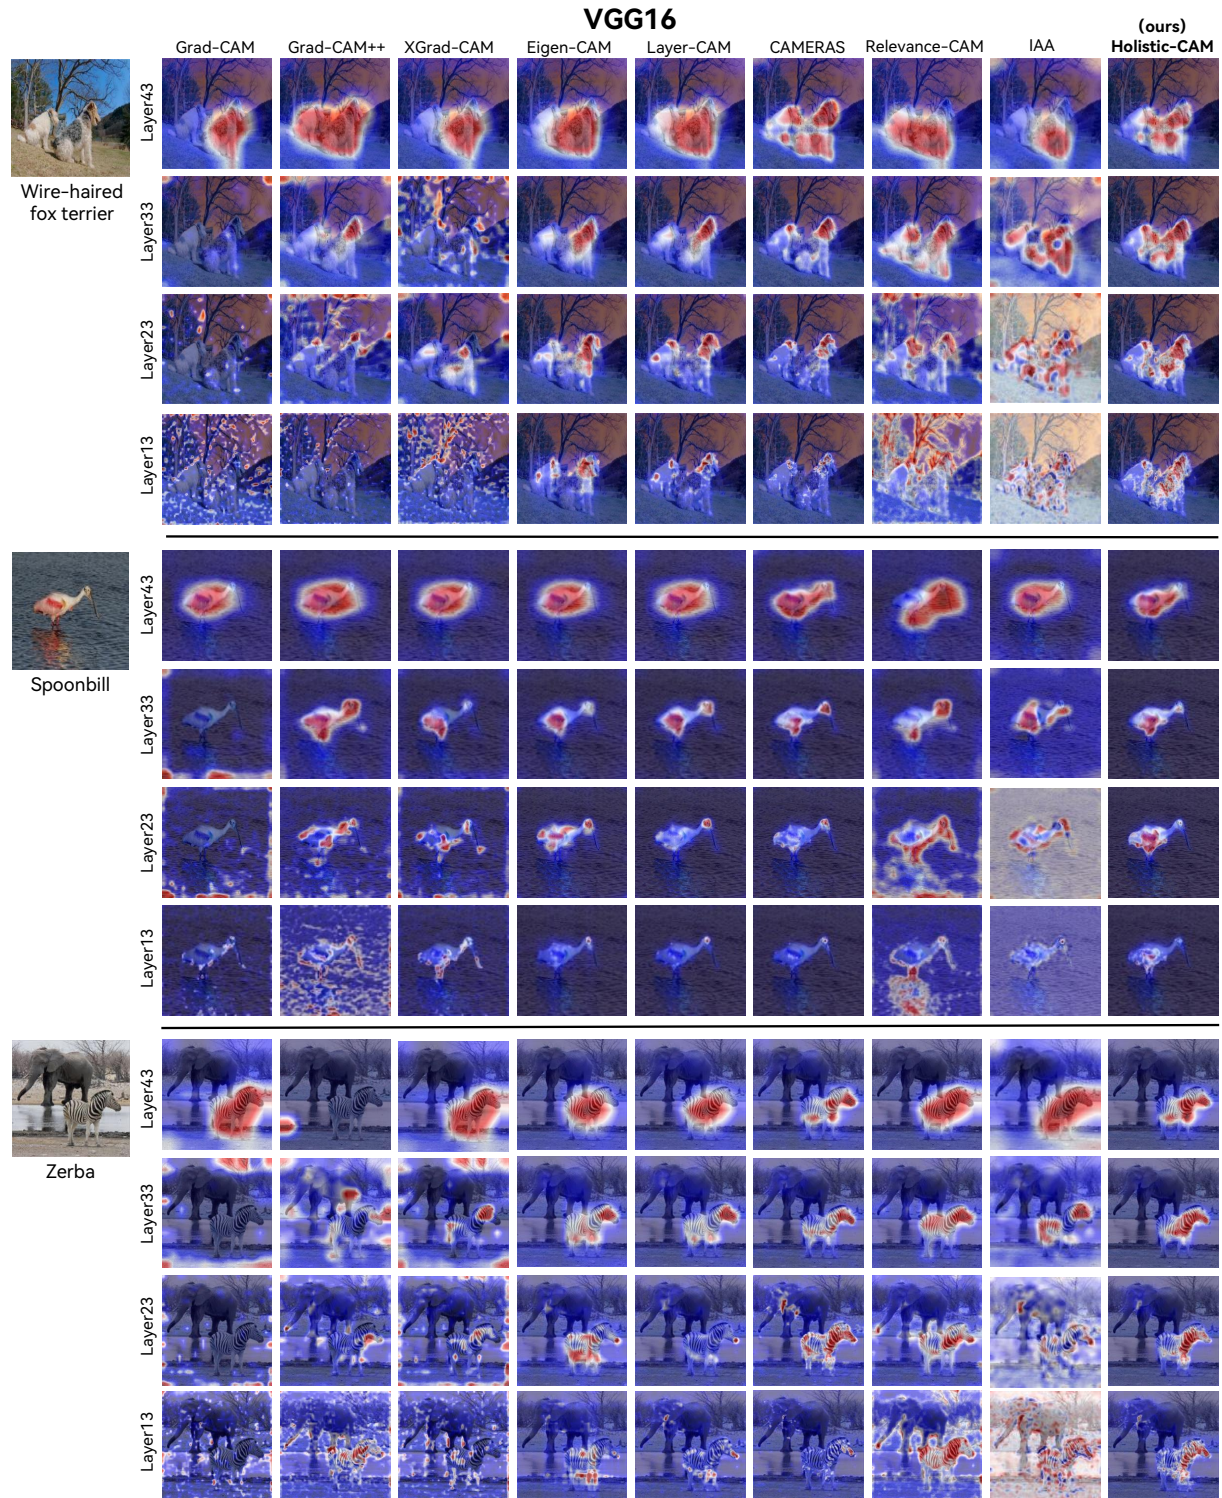 VGG16
Grad-CAM Grad-CAM++ XGrad-CAM Eigen-CAM Layer-CAM CAMERAS Relevance-CAM IAA (ours) Holistic-CAM
Layer43
Wire-haired
fox terrier
Layer33
Layer23
Layer13
Layer43
Spoonbill
Layer33
Layer23
Layer13
Layer43
Zerba
Layer33
Layer23
Layer13